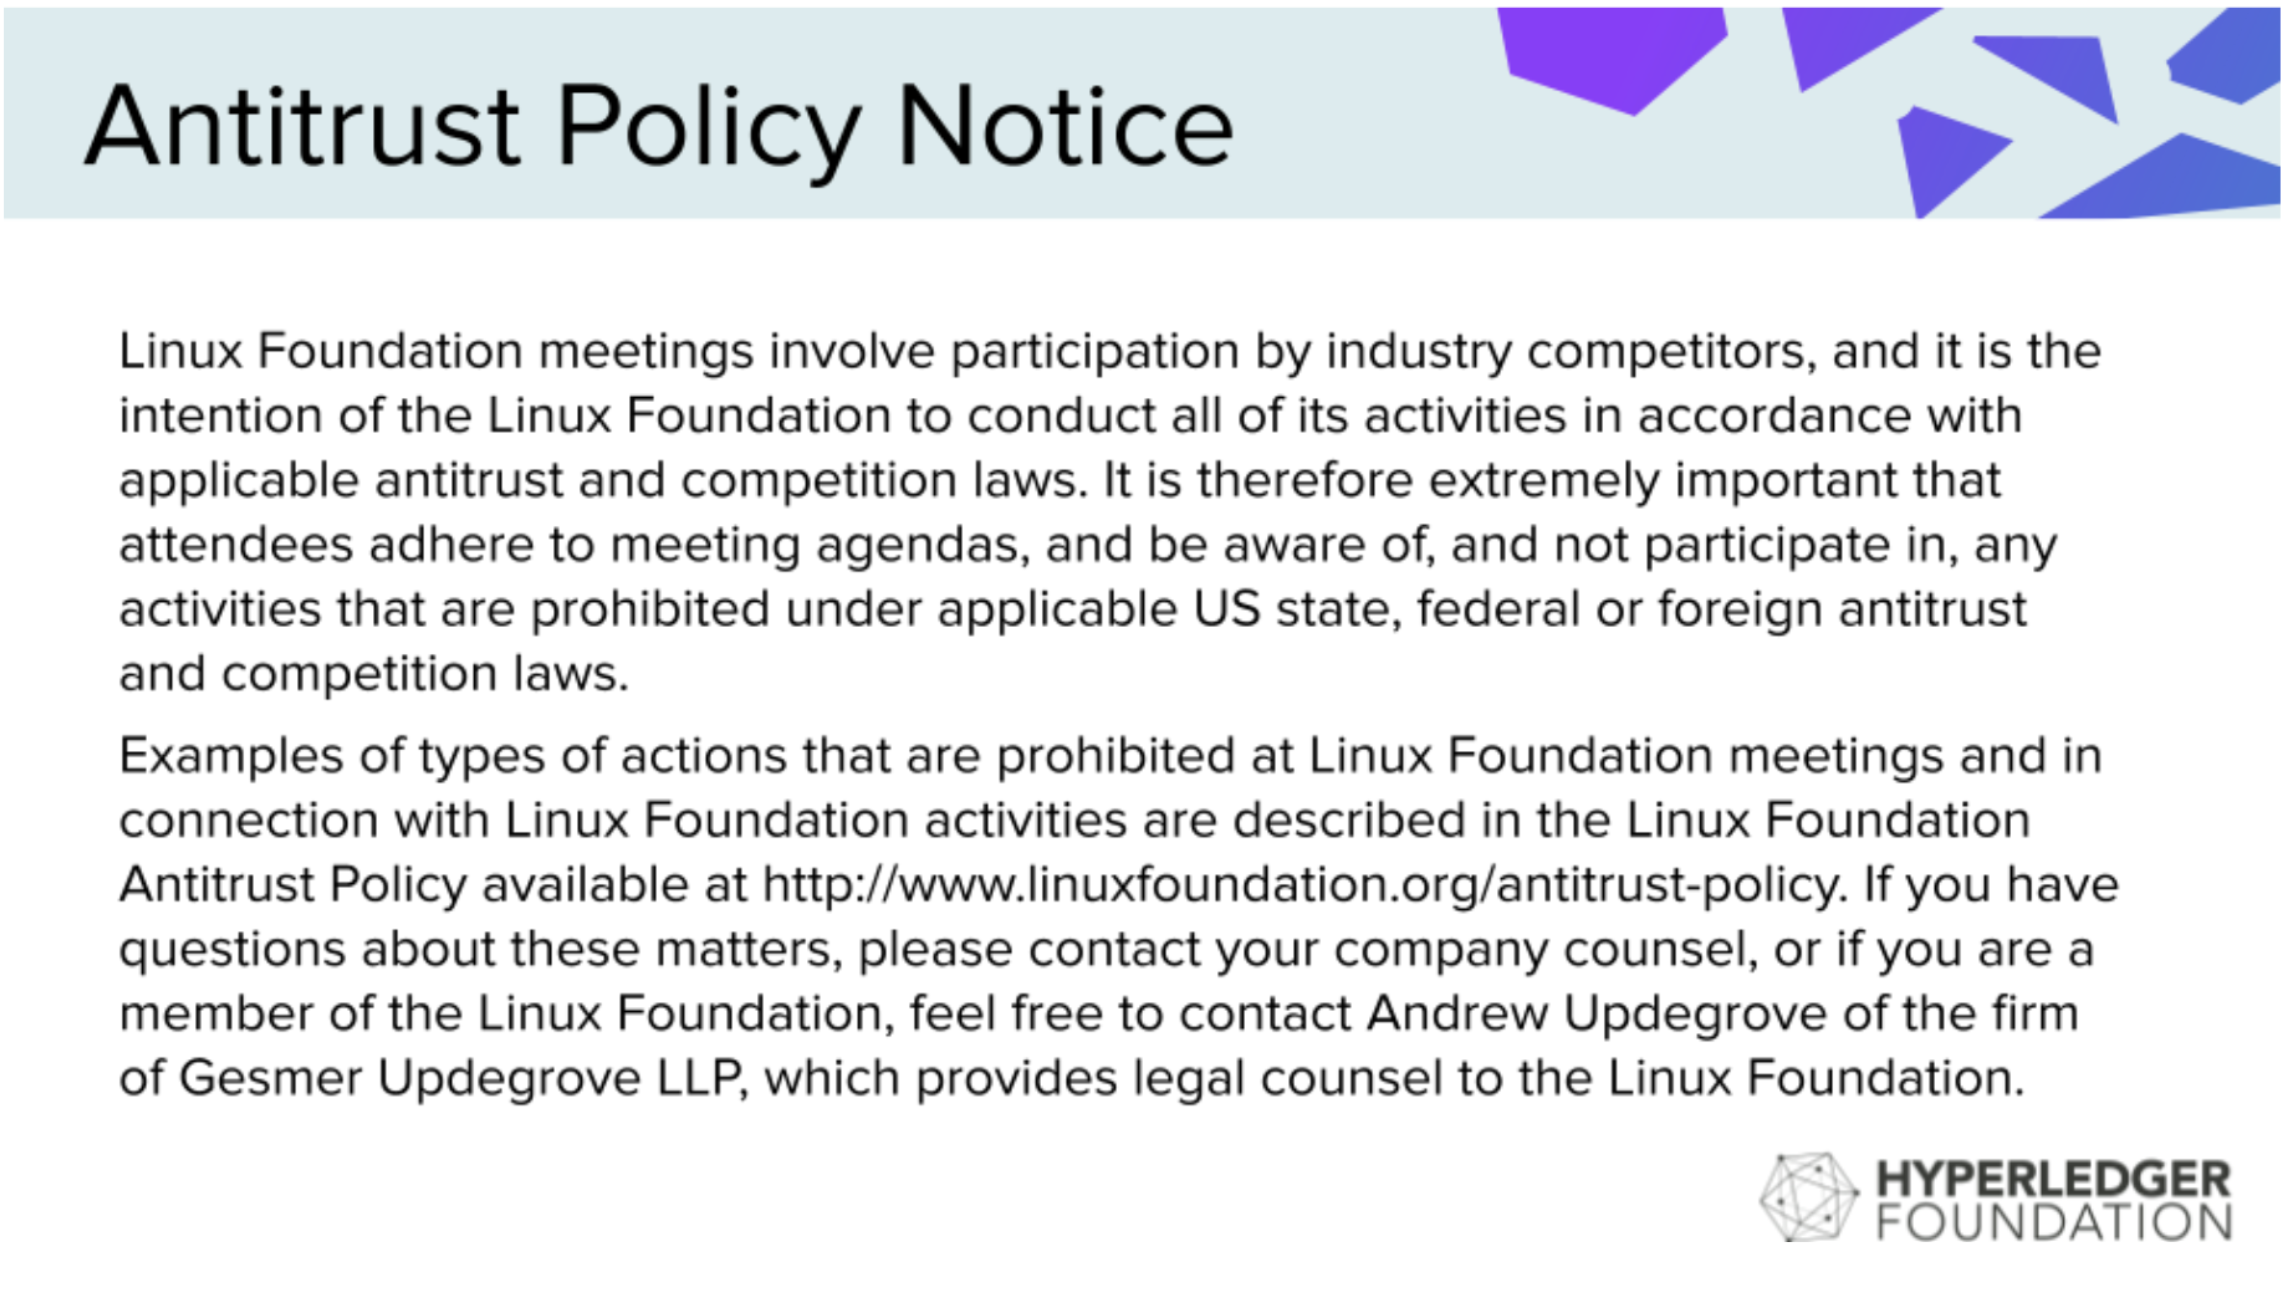 Antitrust Policy Notice
Linux Foundation meetings involve participation by industry competitors, and it is the
intention of the Linux Foundation to conduct all of its activities in accordance with
applicable antitrust and competition laws. It is therefore extremely important that
attendees adhere to meeting agendas, and be aware of, and not participate in, any
activities that are prohibited under applicable US state, federal or foreign antitrust
and competition laws.
Examples of types of actions that are prohibited at Linux Foundation meetings and in
connection with Linux Foundation activities are described in the Linux Foundation
Antitrust Policy available at http://www.linuxfoundation.org/antitrust-policy. If you have
questions about these matters, please contact your company counsel, or if you are a
member of the Linux Foundation, feel free to contact Andrew Updegrove of the firm
of Gesmer Updegrove LLP, which provides legal counsel to the Linux Foundation.
HYPERLEDGER
FOUNDATION